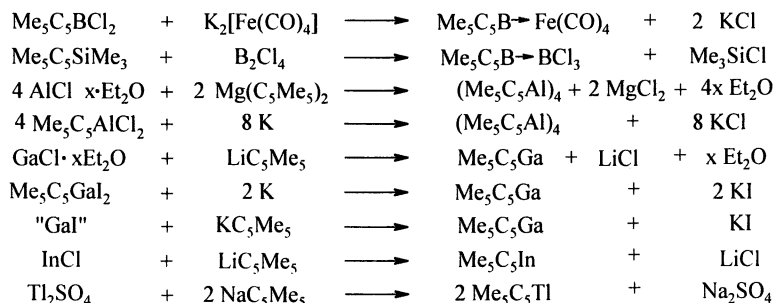 Me₅C₅BCl₂ + K₂[Fe(CO)₄] ⟶ Me₅C₅B→Fe(CO)₄ + 2 KCl
Me₅C₅SiMe₃ + B₂Cl₄ ⟶ Me₅C₅B→BCl₃ + Me₃SiCl
4 AlCl x·Et₂O + 2 Mg(C₅Me₅)₂ ⟶ (Me₅C₅Al)₄ + 2 MgCl₂ + 4x Et₂O
4 Me₅C₅AlCl₂ + 8 K ⟶ (Me₅C₅Al)₄ + 8 KCl
GaCl· xEt₂O + LiC₅Me₅ ⟶ Me₅C₅Ga + LiCl + x Et₂O
Me₅C₅GaI₂ + 2 K ⟶ Me₅C₅Ga + 2 KI
"GaI" + KC₅Me₅ ⟶ Me₅C₅Ga + KI
InCl + LiC₅Me₅ ⟶ Me₅C₅In + LiCl
Tl₂SO₄ + 2 NaC₅Me₅ ⟶ 2 Me₅C₅Tl + Na₂SO₄